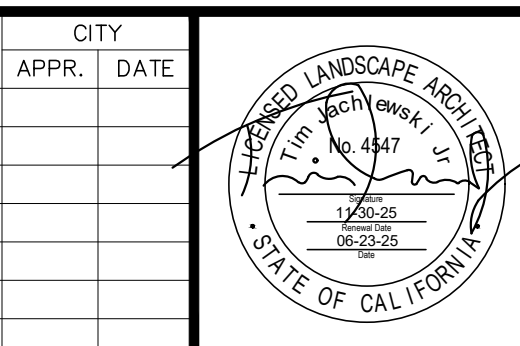 CITY
APPR. DATE
LICENSED LANDSCAPE ARCHITECT
Tim Jachlewski Jr
No. 4547
Signature
11-30-25
Renewal Date
06-23-25
Date
STATE OF CALIFORNIA